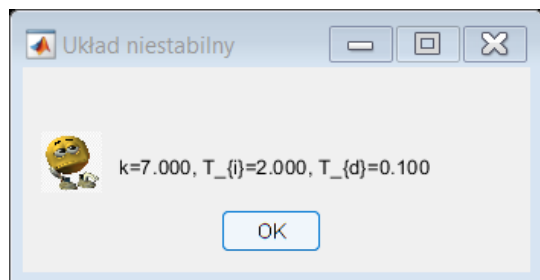 Układ niestabilny
k=7.000, T_{i}=2.000, T_{d}=0.100
OK